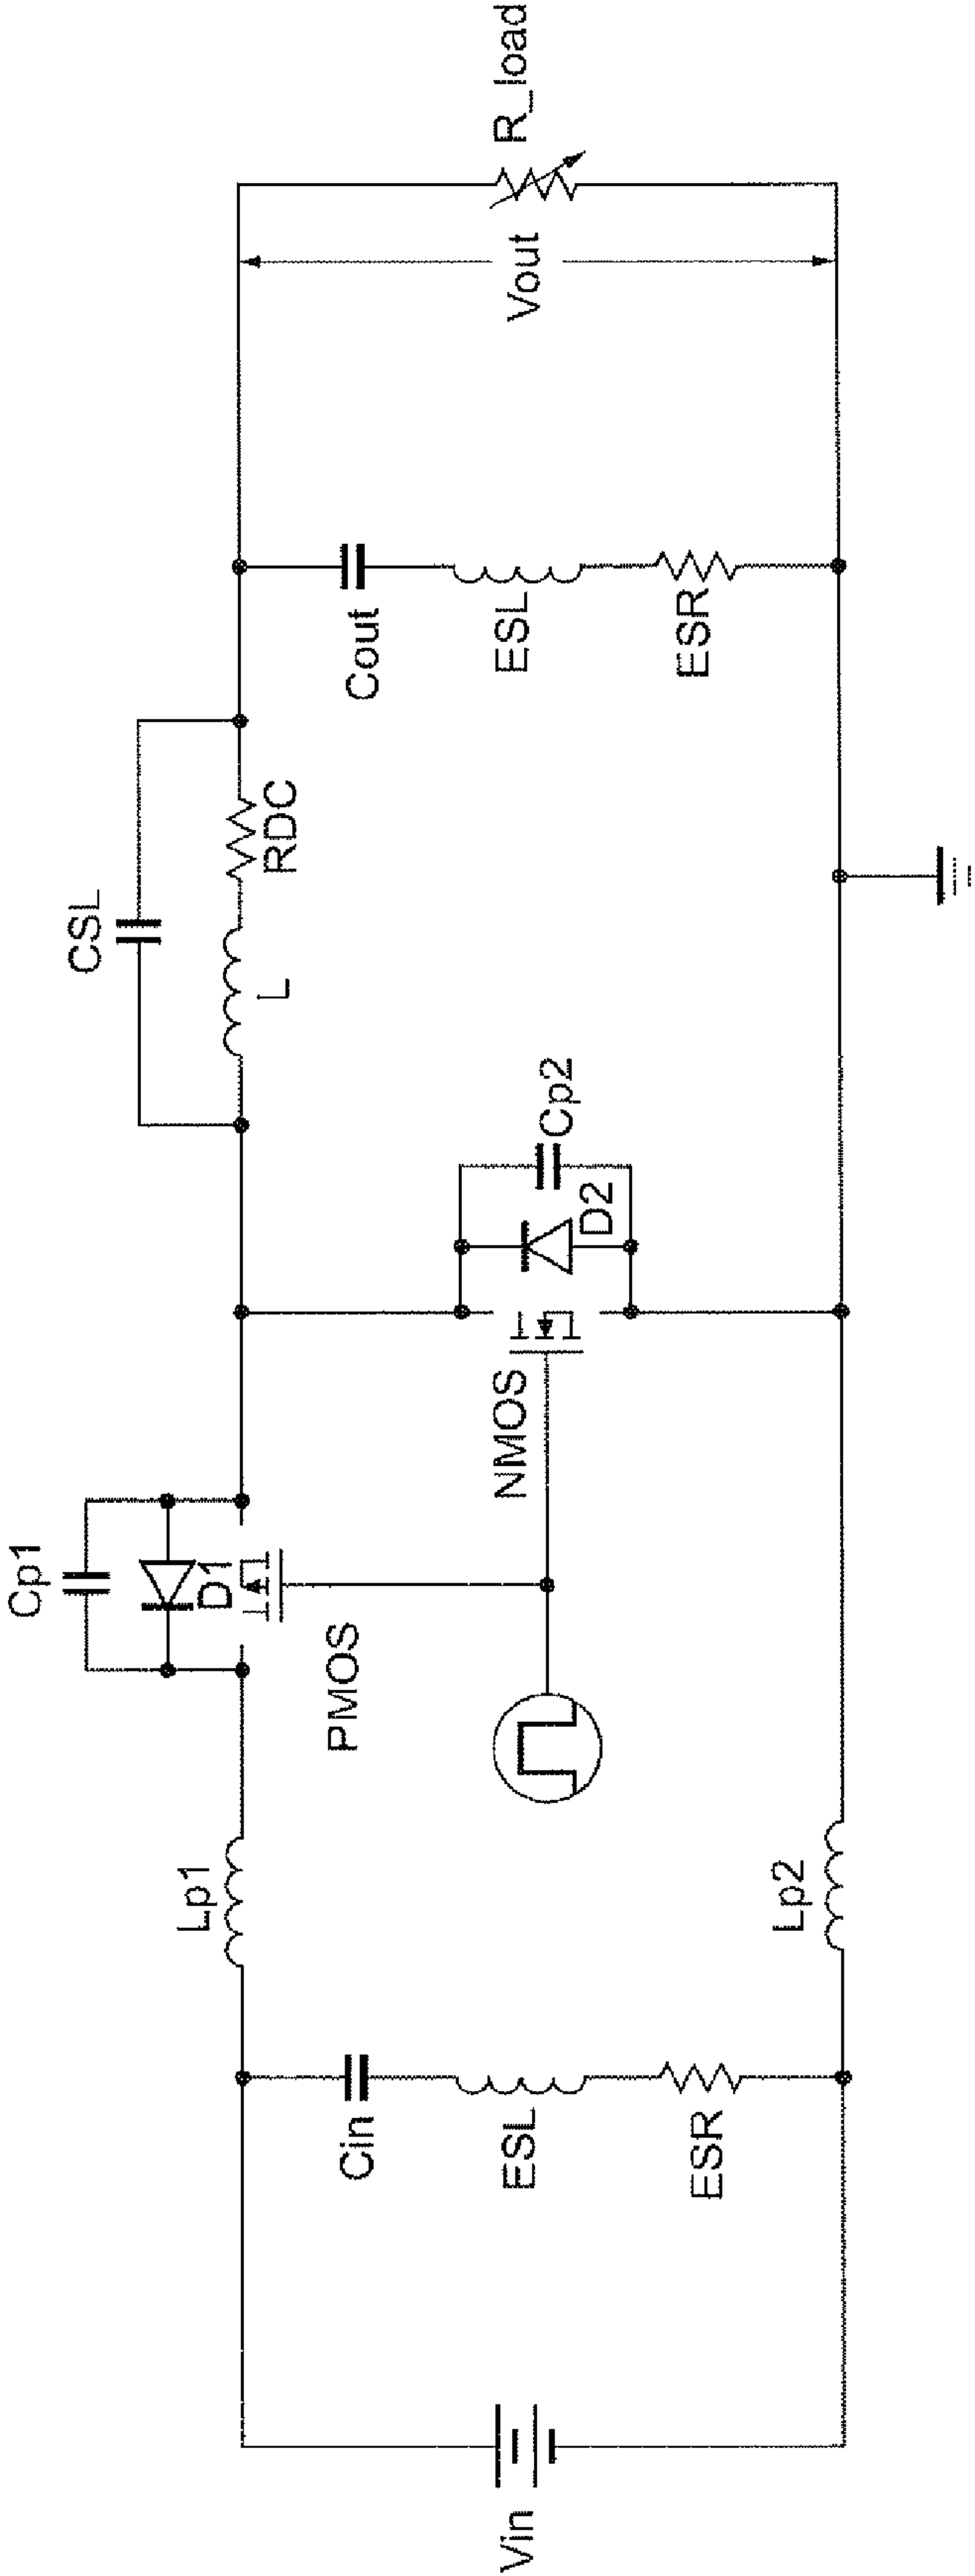 Vin
Cin
ESL
ESR
Lp1
Lp2
Cp1
D1
PMOS
NMOS
D2
Cp2
CSL
L
RDC
Cout
ESL
ESR
Vout
R_load